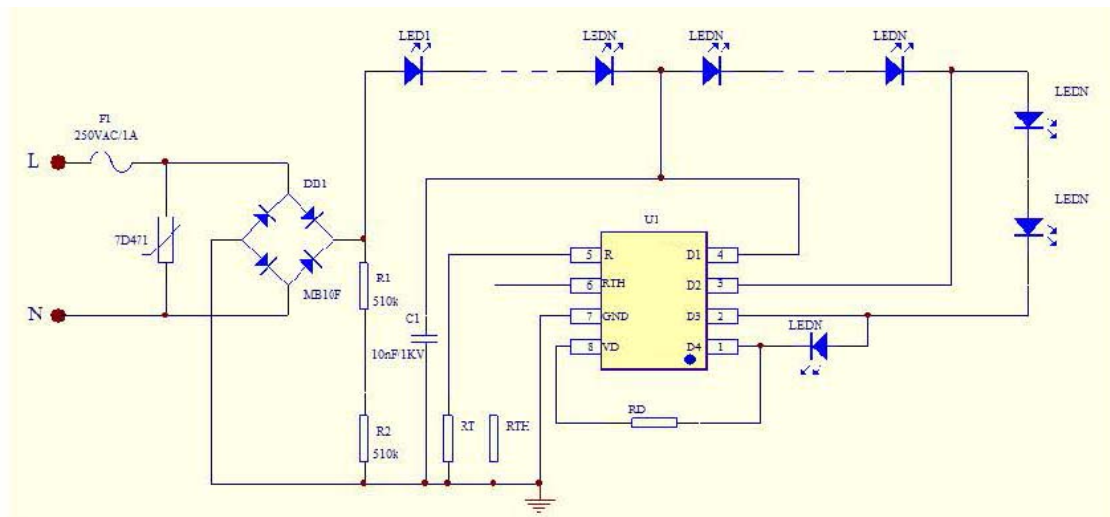 LED1
LEDN
LEDN
LEDN
LEDN
F1
250VAC/1A
L
DD1
LEDN
7D471
U1
5 R D1 4
6 RTH D2 3
7 GND D3 2
8 VD D4 1
R1
510k
MB10F
N
C1
10nF/1KV
LEDN
RD
R2
510k
RT
RTH